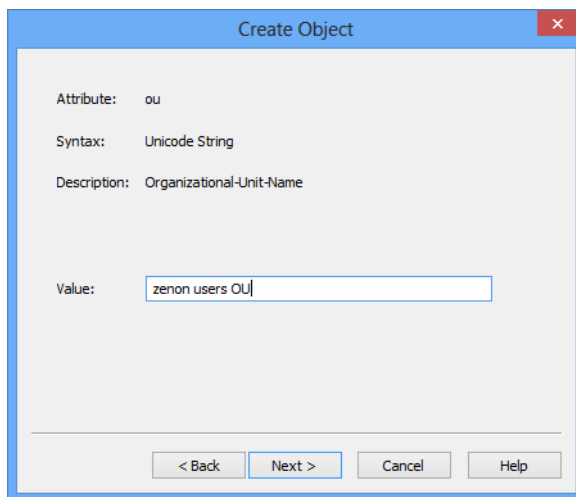 Create Object
Attribute: ou
Syntax: Unicode String
Description: Organizational-Unit-Name
Value: zenon users OU
< Back Next > Cancel Help